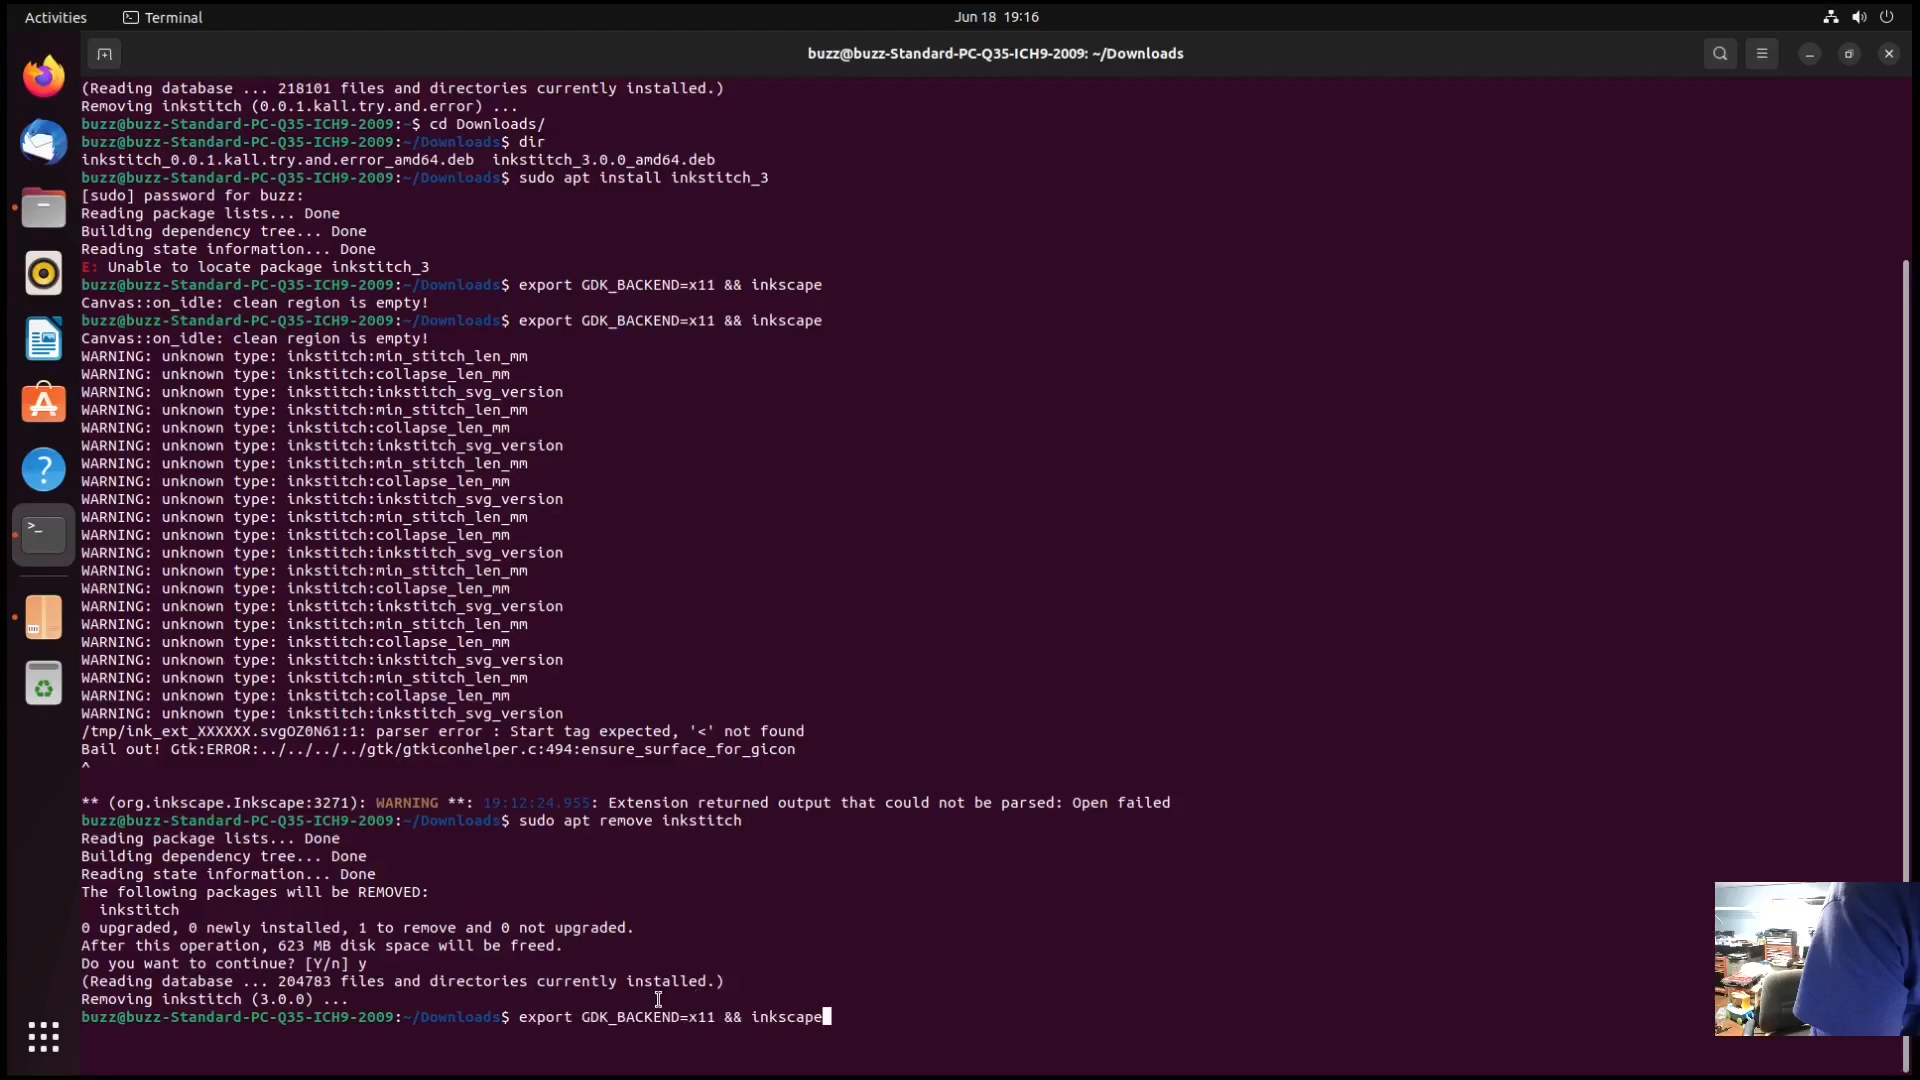 Activities
Terminal
Jun 18 19:16
buzz@buzz-Standard-PC-Q35-ICH9-2009: ~/Downloads
(Reading database ... 218101 files and directories currently installed.)
Removing inkstitch (0.0.1.kall.try.and.error) ...
buzz@buzz-Standard-PC-Q35-ICH9-2009:~$ cd Downloads/
buzz@buzz-Standard-PC-Q35-ICH9-2009:~/Downloads$ dir
inkstitch_0.0.1.kall.try.and.error_amd64.deb  inkstitch_3.0.0_amd64.deb
buzz@buzz-Standard-PC-Q35-ICH9-2009:~/Downloads$ sudo apt install inkstitch_3
[sudo] password for buzz:
Reading package lists... Done
Building dependency tree... Done
Reading state information... Done
E: Unable to locate package inkstitch_3
buzz@buzz-Standard-PC-Q35-ICH9-2009:~/Downloads$ export GDK_BACKEND=x11 && inkscape
Canvas::on_idle: clean region is empty!
buzz@buzz-Standard-PC-Q35-ICH9-2009:~/Downloads$ export GDK_BACKEND=x11 && inkscape
Canvas::on_idle: clean region is empty!
WARNING: unknown type: inkstitch:min_stitch_len_mm
WARNING: unknown type: inkstitch:collapse_len_mm
WARNING: unknown type: inkstitch:inkstitch_svg_version
WARNING: unknown type: inkstitch:min_stitch_len_mm
WARNING: unknown type: inkstitch:collapse_len_mm
WARNING: unknown type: inkstitch:inkstitch_svg_version
WARNING: unknown type: inkstitch:min_stitch_len_mm
WARNING: unknown type: inkstitch:collapse_len_mm
WARNING: unknown type: inkstitch:inkstitch_svg_version
WARNING: unknown type: inkstitch:min_stitch_len_mm
WARNING: unknown type: inkstitch:collapse_len_mm
WARNING: unknown type: inkstitch:inkstitch_svg_version
WARNING: unknown type: inkstitch:min_stitch_len_mm
WARNING: unknown type: inkstitch:collapse_len_mm
WARNING: unknown type: inkstitch:inkstitch_svg_version
WARNING: unknown type: inkstitch:min_stitch_len_mm
WARNING: unknown type: inkstitch:collapse_len_mm
WARNING: unknown type: inkstitch:inkstitch_svg_version
WARNING: unknown type: inkstitch:min_stitch_len_mm
WARNING: unknown type: inkstitch:collapse_len_mm
WARNING: unknown type: inkstitch:inkstitch_svg_version
/tmp/ink_ext_XXXXXX.svgOZ0N61:1: parser error : Start tag expected, '<' not found
Bail out! Gtk:ERROR:../../../../gtk/gtkiconhelper.c:494:ensure_surface_for_gicon
^
** (org.inkscape.Inkscape:3271): WARNING **: 19:12:24.955: Extension returned output that could not be parsed: Open failed
buzz@buzz-Standard-PC-Q35-ICH9-2009:~/Downloads$ sudo apt remove inkstitch
Reading package lists... Done
Building dependency tree... Done
Reading state information... Done
The following packages will be REMOVED:
inkstitch
0 upgraded, 0 newly installed, 1 to remove and 0 not upgraded.
After this operation, 623 MB disk space will be freed.
Do you want to continue? [Y/n] y
(Reading database ... 204783 files and directories currently installed.)
Removing inkstitch (3.0.0) ...
buzz@buzz-Standard-PC-Q35-ICH9-2009:~/Downloads$ export GDK_BACKEND=x11 && inkscape